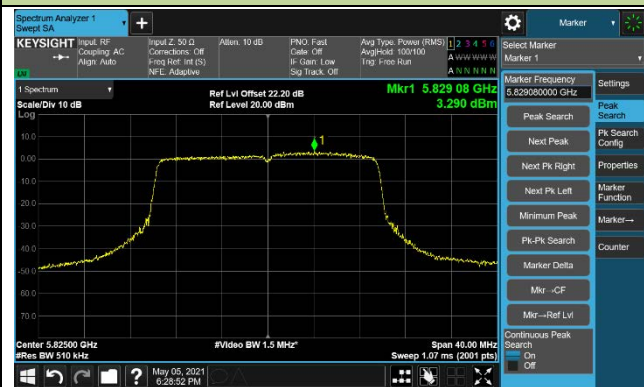 Spectrum Analyzer 1
Swept SA
+
Marker
KEYSIGHT
Input: RF
Coupling: AC
Align: Auto
Input Z: 50 Ω
Corrections: Off
Freq Ref: Int (S)
NFE: Adaptive
Atten: 10 dB
PNO: Fast
Gate: Off
IF Gain: Low
Sig Track: Off
Avg Type: Power (RMS)
Avg|Hold: 100/100
Trig: Free Run
1 2 3 4 5 6
A W W W W W
A N N N N N
Select Marker
Marker 1
1 Spectrum
Scale/Div 10 dB
Log
Ref Lvl Offset 22.20 dB
Ref Level 20.00 dBm
Mkr1 5.829 08 GHz
3.290 dBm
10.0
0.00
10.0
20.0
30.0
40.0
50.0
60.0
70.0
1
Center 5.82500 GHz
#Res BW 510 kHz
#Video BW 1.5 MHz*
Span 40.00 MHz
Sweep 1.07 ms (2001 pts)
Marker Frequency
5.829080000 GHz
Peak Search
Next Peak
Next Pk Right
Next Pk Left
Minimum Peak
Pk-Pk Search
Marker Delta
Mkr→CF
Mkr→Ref Lvl
Continuous Peak
Search
On
Off
Settings
Peak
Search
Pk Search
Config
Properties
Marker
Function
Marker→
Counter
?
May 05, 2021
6:28:52 PM